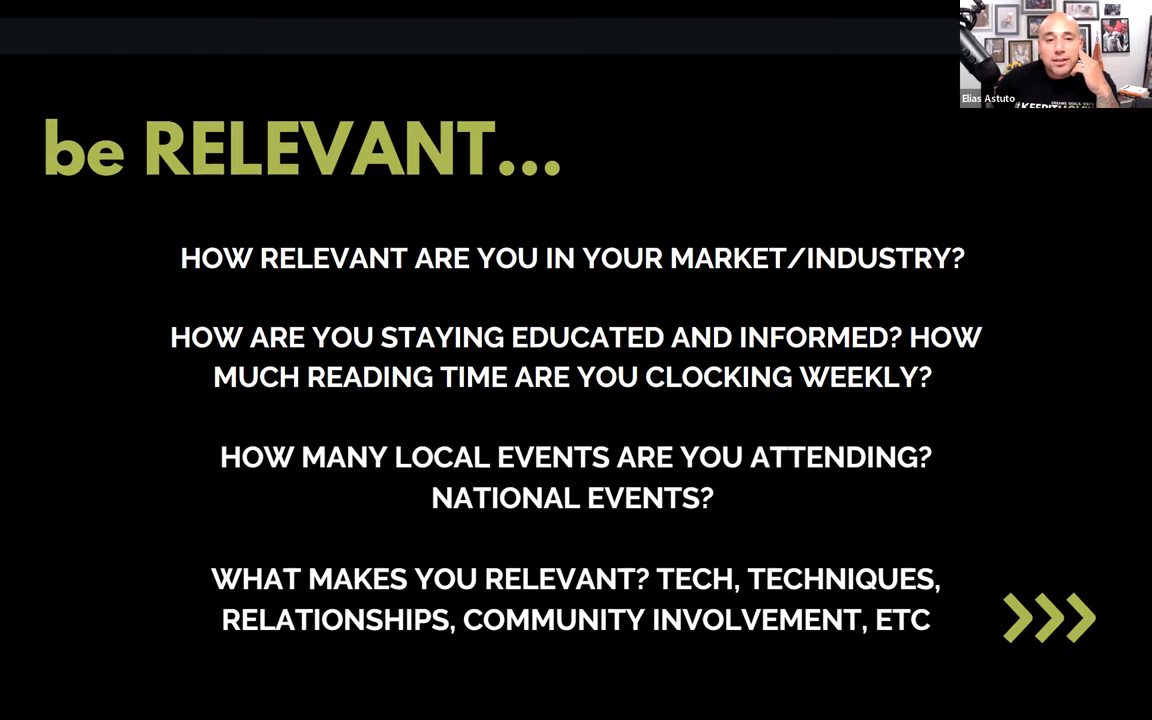 Elias Astuto
be RELEVANT...
HOW RELEVANT ARE YOU IN YOUR MARKET/INDUSTRY?
HOW ARE YOU STAYING EDUCATED AND INFORMED? HOW
MUCH READING TIME ARE YOU CLOCKING WEEKLY?
HOW MANY LOCAL EVENTS ARE YOU ATTENDING?
NATIONAL EVENTS?
WHAT MAKES YOU RELEVANT? TECH, TECHNIQUES,
RELATIONSHIPS, COMMUNITY INVOLVEMENT, ETC